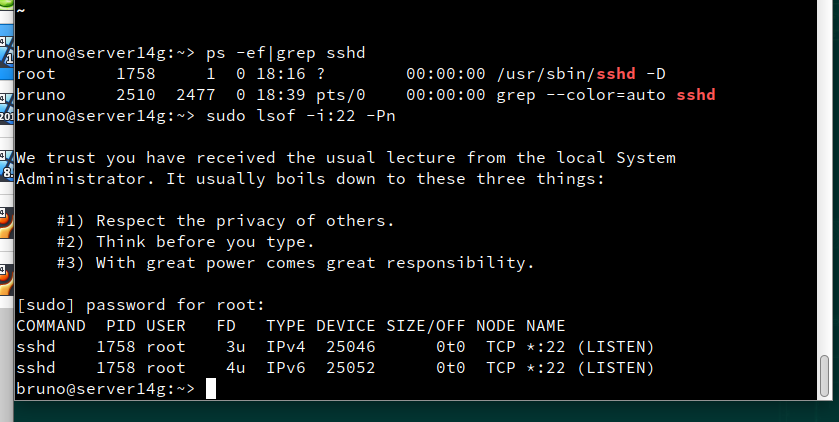 ~
bruno@server14g:~> ps -ef|grep sshd
root      1758     1  0 18:16 ?        00:00:00 /usr/sbin/sshd -D
bruno     2510  2477  0 18:39 pts/0    00:00:00 grep --color=auto sshd
bruno@server14g:~> sudo lsof -i:22 -Pn
We trust you have received the usual lecture from the local System
Administrator. It usually boils down to these three things:
#1) Respect the privacy of others.
#2) Think before you type.
#3) With great power comes great responsibility.
[sudo] password for root:
COMMAND  PID USER   FD   TYPE DEVICE SIZE/OFF NODE NAME
sshd    1758 root    3u  IPv4  25046      0t0  TCP *:22 (LISTEN)
sshd    1758 root    4u  IPv6  25052      0t0  TCP *:22 (LISTEN)
bruno@server14g:~>